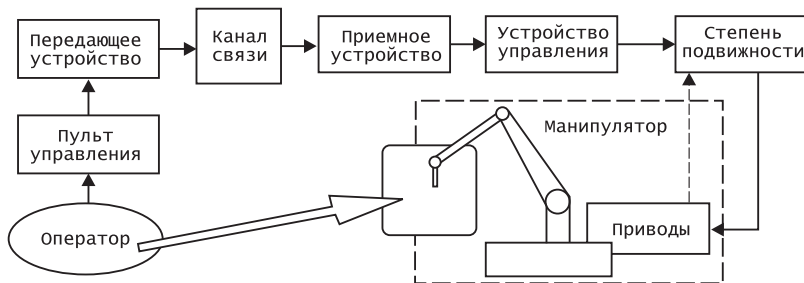 Передающее
устройство
Канал
связи
Приемное
устройство
Устройство
управления
Степень
подвижности
Пульт
управления
Манипулятор
Оператор
Приводы